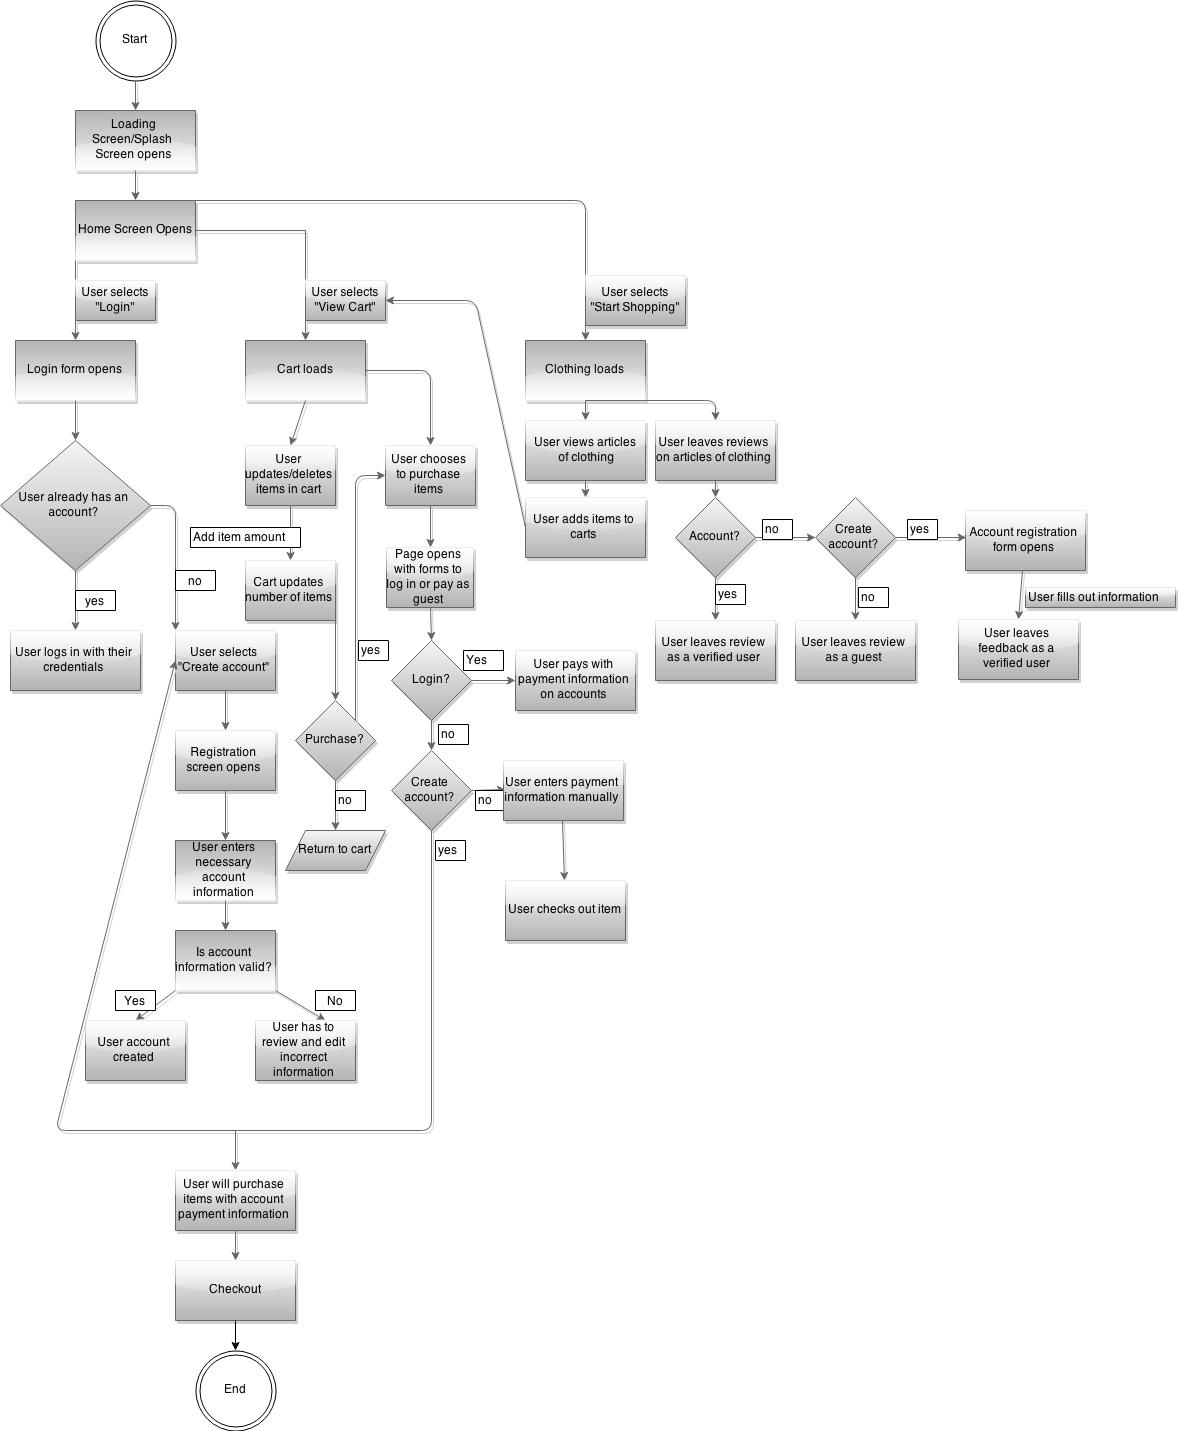 Start
Loading
Screen/Splash
Screen opens
Home Screen Opens
User selects
"Login"
User selects
"View Cart"
User selects
"Start Shopping"
Login form opens
Cart loads
Clothing loads
User already has an
account?
yes
no
User logs in with their
credentials
User selects
"Create account"
Registration
screen opens
User enters
necessary
account
information
Is account
information valid?
Yes
No
User account
created
User has to
review and edit
incorrect
information
User
updates/deletes
items in cart
Add item amount
Cart updates
number of items
Purchase?
yes
no
Return to cart
User chooses
to purchase
items
Page opens
with forms to
log in or pay as
guest
Login?
Yes
User pays with
payment information
on accounts
no
Create
account?
no
User enters payment
information manually
yes
User checks out item
User views articles
of clothing
User adds items to
carts
User leaves reviews
on articles of clothing
Account?
no
Create
account?
yes
Account registration
form opens
yes
no
User fills out information
User leaves review
as a verified user
User leaves review
as a guest
User leaves
feedback as a
verified user
User will purchase
items with account
payment information
Checkout
End